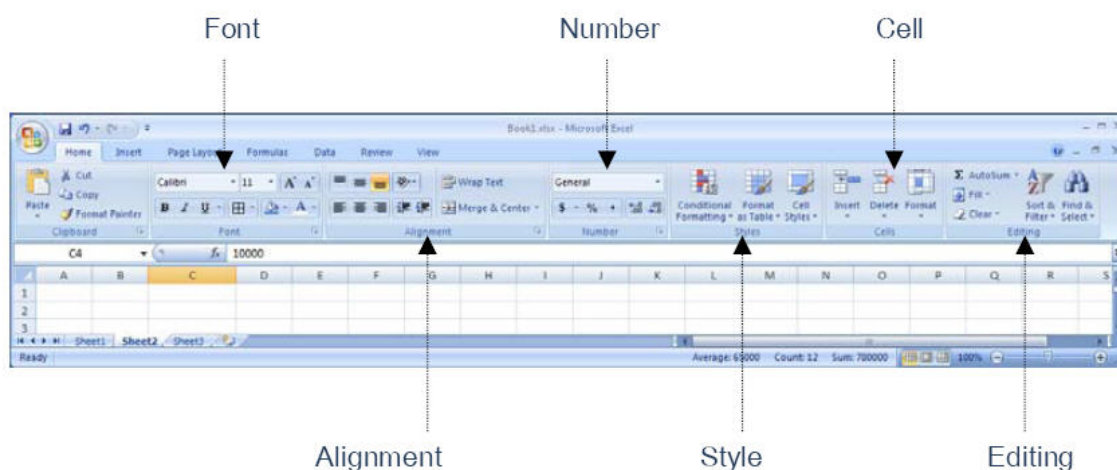 Font Number Cell
Book1.xlsx - Microsoft Excel
Home Insert Page Layout Formulas Data Review View
Cut Calibri 11 A A Wrap Text General Σ AutoSum
Copy Fill
Paste Format Painter B I U A Merge & Center $ % , Conditional Formatting Format as Table Cell Styles Insert Delete Format Clear Sort & Filter Find & Select
Clipboard Font Alignment Number Styles Cells Editing
C4 fx 10000
A B C D E F G H I J K L M N O P Q R S
1
2
3
Sheet1 Sheet2 Sheet3
Ready Average: 65000 Count: 12 Sum: 780000 100%
Alignment Style Editing